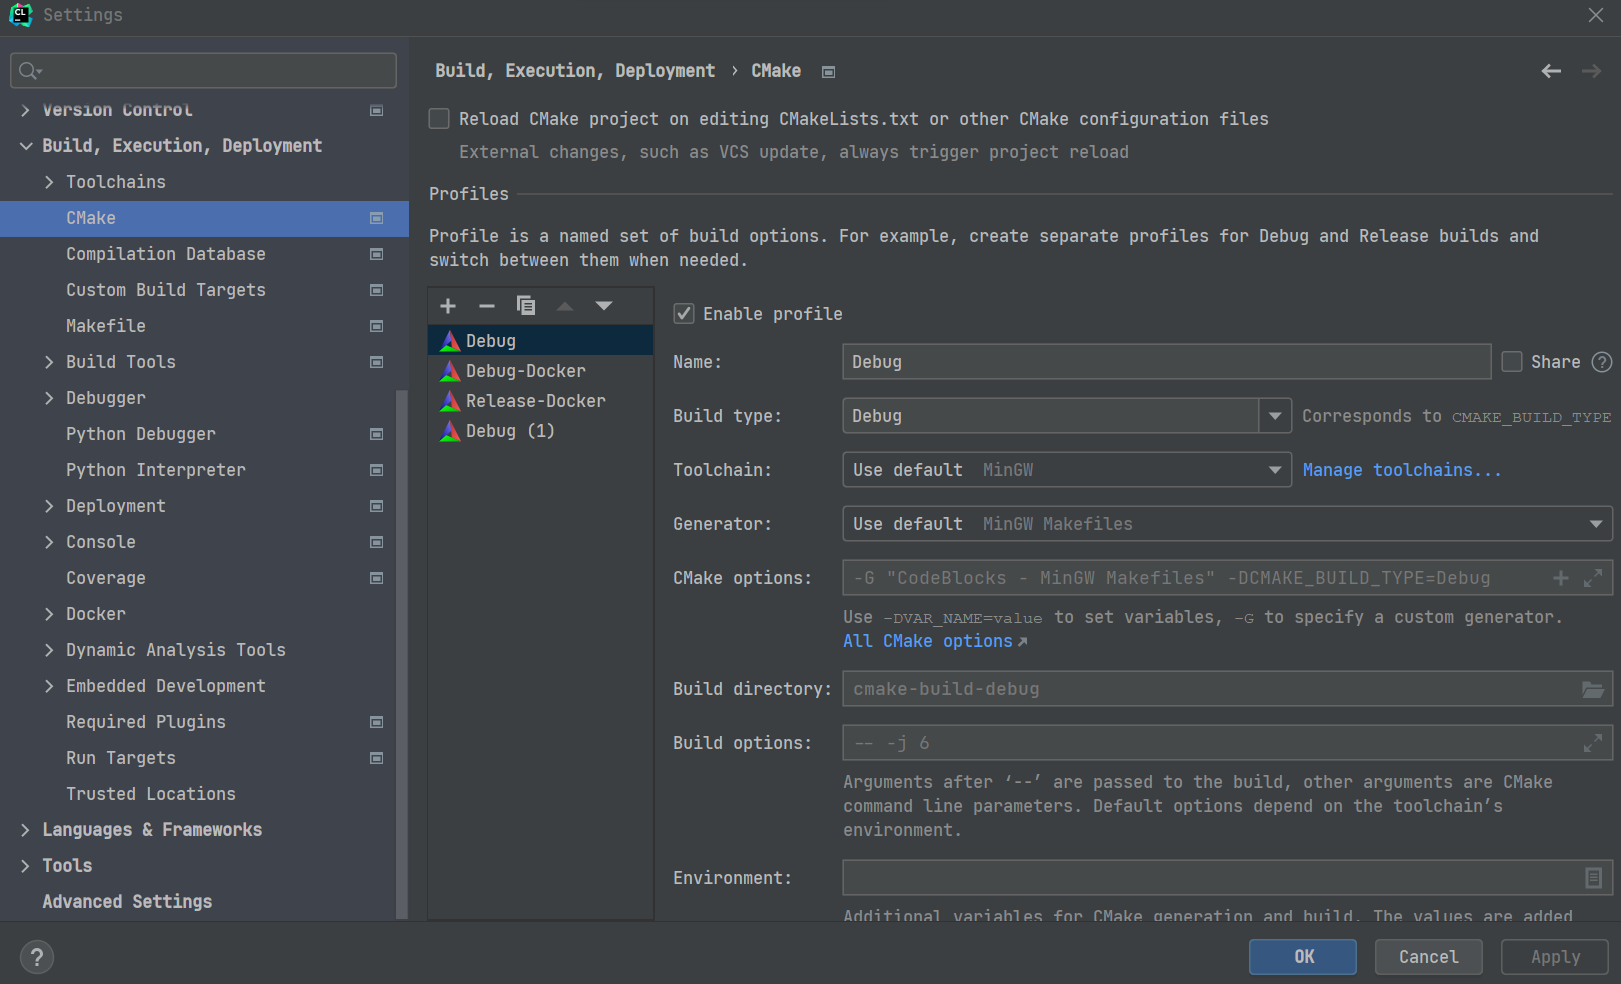 CL
Settings
Version Control
Build, Execution, Deployment
Toolchains
CMake
Compilation Database
Custom Build Targets
Makefile
Build Tools
Debugger
Python Debugger
Python Interpreter
Deployment
Console
Coverage
Docker
Dynamic Analysis Tools
Embedded Development
Required Plugins
Run Targets
Trusted Locations
Languages & Frameworks
Tools
Advanced Settings
Build, Execution, Deployment › CMake
Reload CMake project on editing CMakeLists.txt or other CMake configuration files
External changes, such as VCS update, always trigger project reload
Profiles
Profile is a named set of build options. For example, create separate profiles for Debug and Release builds and
switch between them when needed.
Debug
Debug-Docker
Release-Docker
Debug (1)
Enable profile
Name: Debug Share ?
Build type: Debug Corresponds to CMAKE_BUILD_TYPE
Toolchain: Use default MinGW Manage toolchains...
Generator: Use default MinGW Makefiles
CMake options: -G "CodeBlocks - MinGW Makefiles" -DCMAKE_BUILD_TYPE=Debug
Use -DVAR_NAME=value to set variables, -G to specify a custom generator.
All CMake options↗
Build directory: cmake-build-debug
Build options: -- -j 6
Arguments after ‘--’ are passed to the build, other arguments are CMake
command line parameters. Default options depend on the toolchain’s
environment.
Environment:
Additional variables for CMake generation and build. The values are added
? OK Cancel Apply